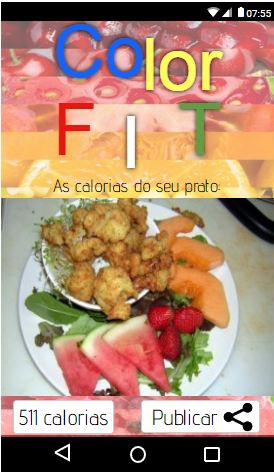 07:55
Color
F I T
As calorias do seu prato:
511 calorias
Publicar